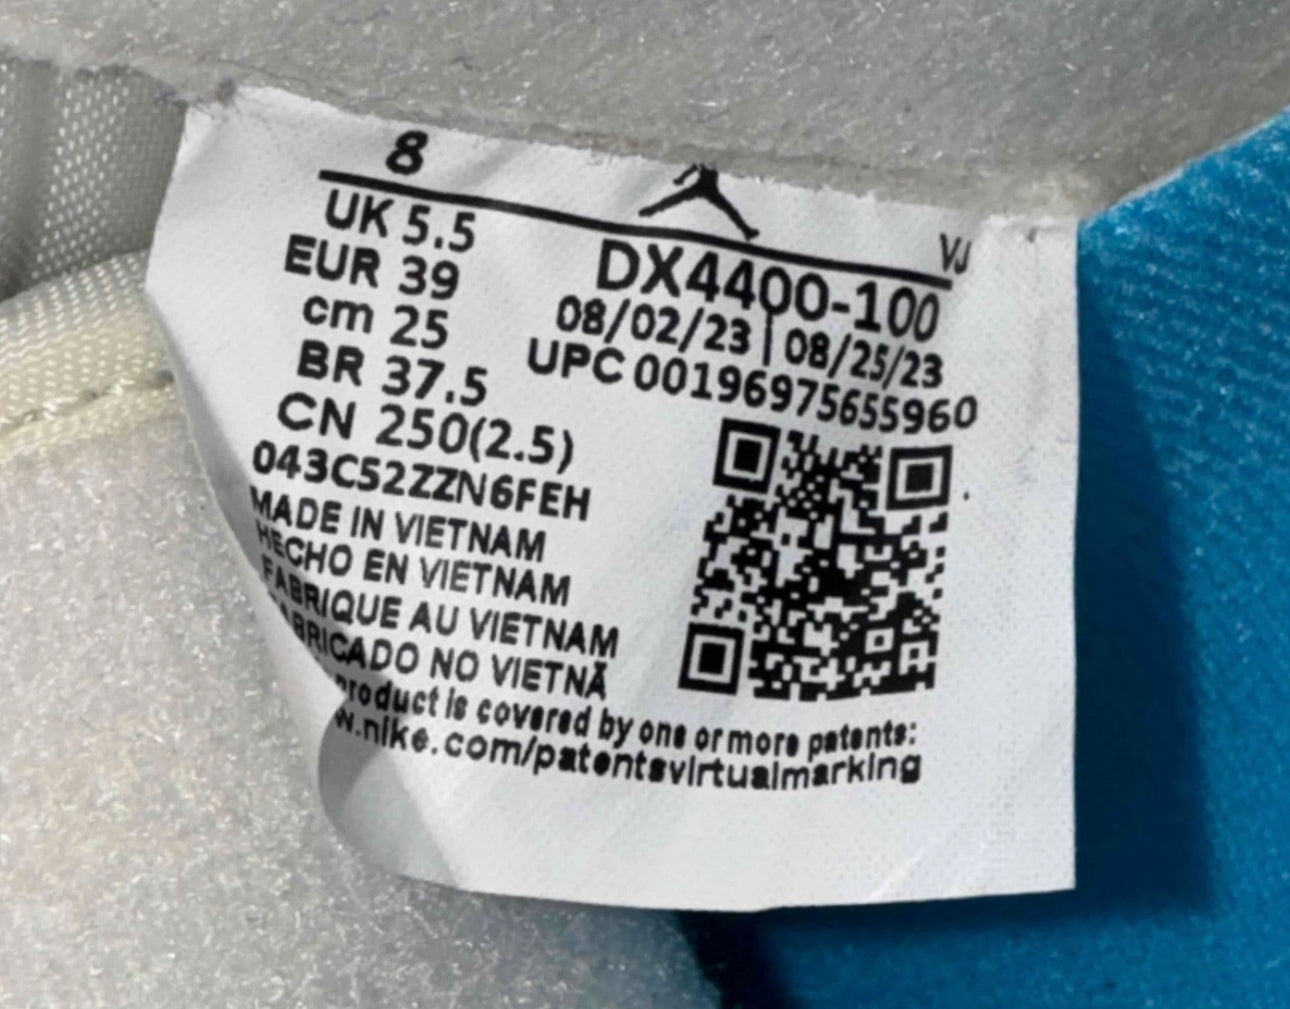 8
VJ
UK 5.5
EUR 39
cm 25
BR 37.5
CN 250(2.5)
043C52ZZN6FEH
MADE IN VIETNAM
HECHO EN VIETNAM
FABRIQUE AU VIETNAM
ABRICADO NO VIETNÃ
product is covered by one or more patents:
w.nike.com/patentsvirtualmarking
DX4400-100
08/02/23 | 08/25/23
UPC 00196975655960